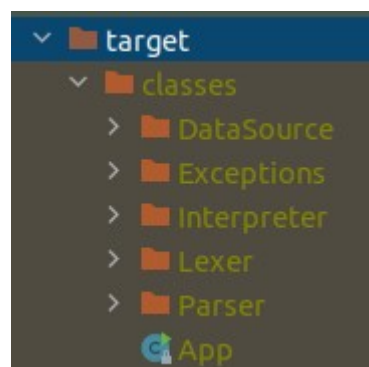 target
classes
DataSource
Exceptions
Interpreter
Lexer
Parser
App